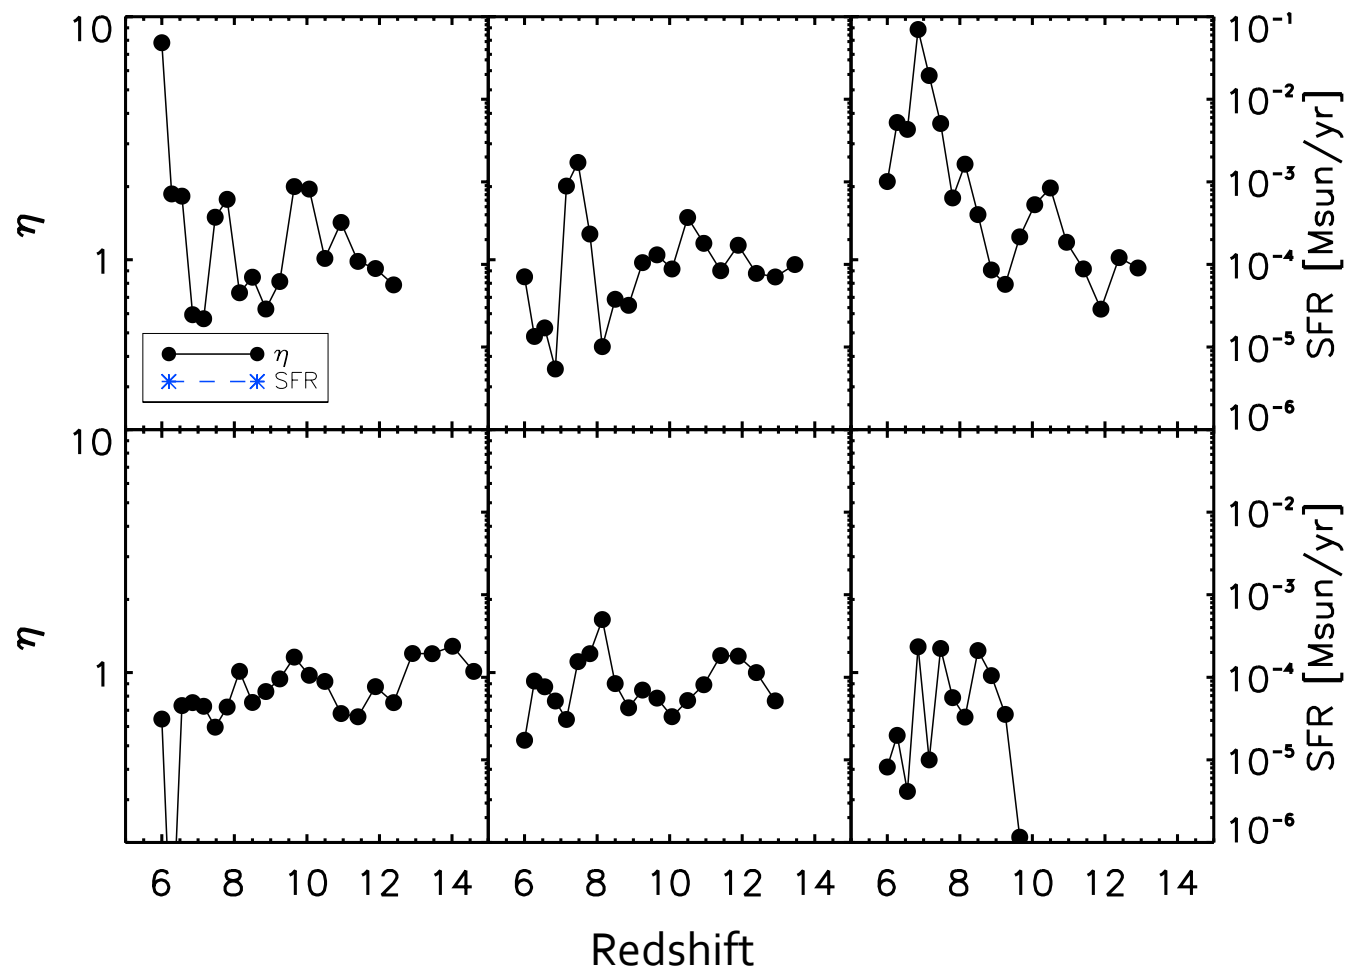 10
1
η
η
SFR
10⁻¹
10⁻²
10⁻³
10⁻⁴
10⁻⁵
10⁻⁶
SFR [Msun/yr]
10
1
η
10⁻²
10⁻³
10⁻⁴
10⁻⁵
10⁻⁶
SFR [Msun/yr]
6 8 10 12 14 6 8 10 12 14 6 8 10 12 14
Redshift